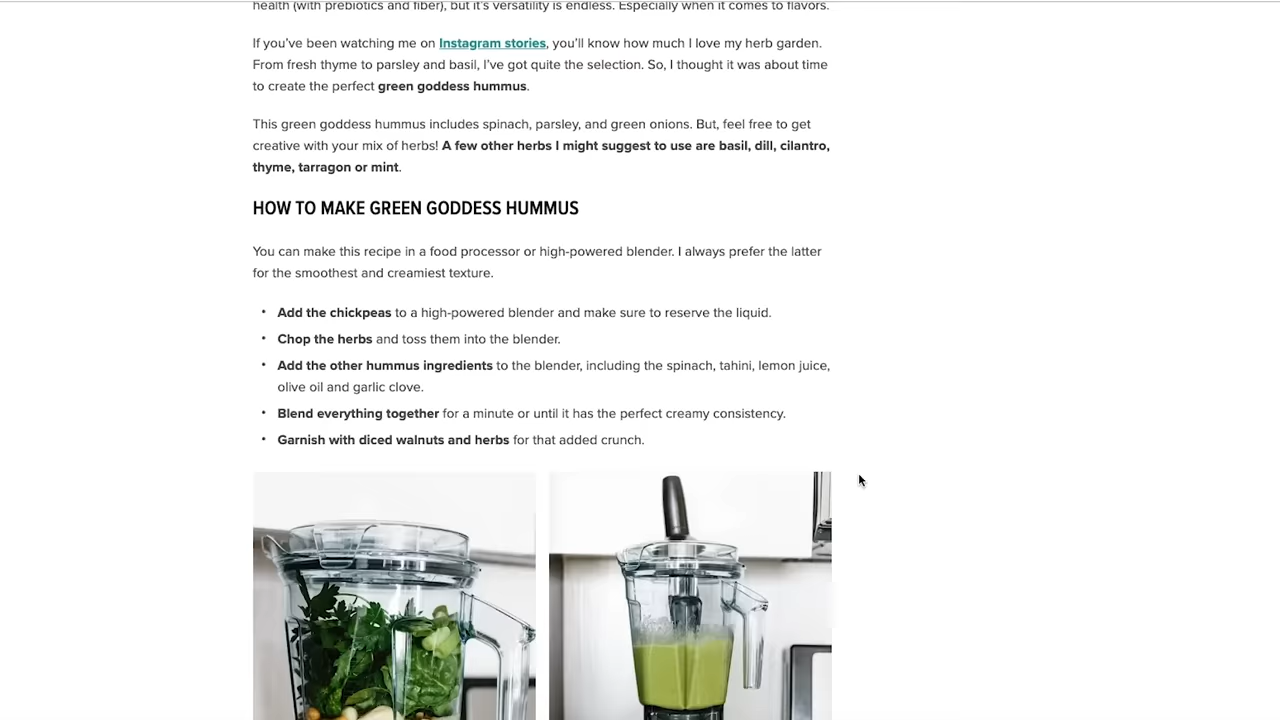 health (with prebiotics and fiber), but it's versatility is endless. Especially when it comes to flavors.
If you've been watching me on Instagram stories, you'll know how much I love my herb garden.
From fresh thyme to parsley and basil, I've got quite the selection. So, I thought it was about time
to create the perfect green goddess hummus.
This green goddess hummus includes spinach, parsley, and green onions. But, feel free to get
creative with your mix of herbs! A few other herbs I might suggest to use are basil, dill, cilantro,
thyme, tarragon or mint.
HOW TO MAKE GREEN GODDESS HUMMUS
You can make this recipe in a food processor or high-powered blender. I always prefer the latter
for the smoothest and creamiest texture.
• Add the chickpeas to a high-powered blender and make sure to reserve the liquid.
• Chop the herbs and toss them into the blender.
• Add the other hummus ingredients to the blender, including the spinach, tahini, lemon juice,
olive oil and garlic clove.
• Blend everything together for a minute or until it has the perfect creamy consistency.
• Garnish with diced walnuts and herbs for that added crunch.